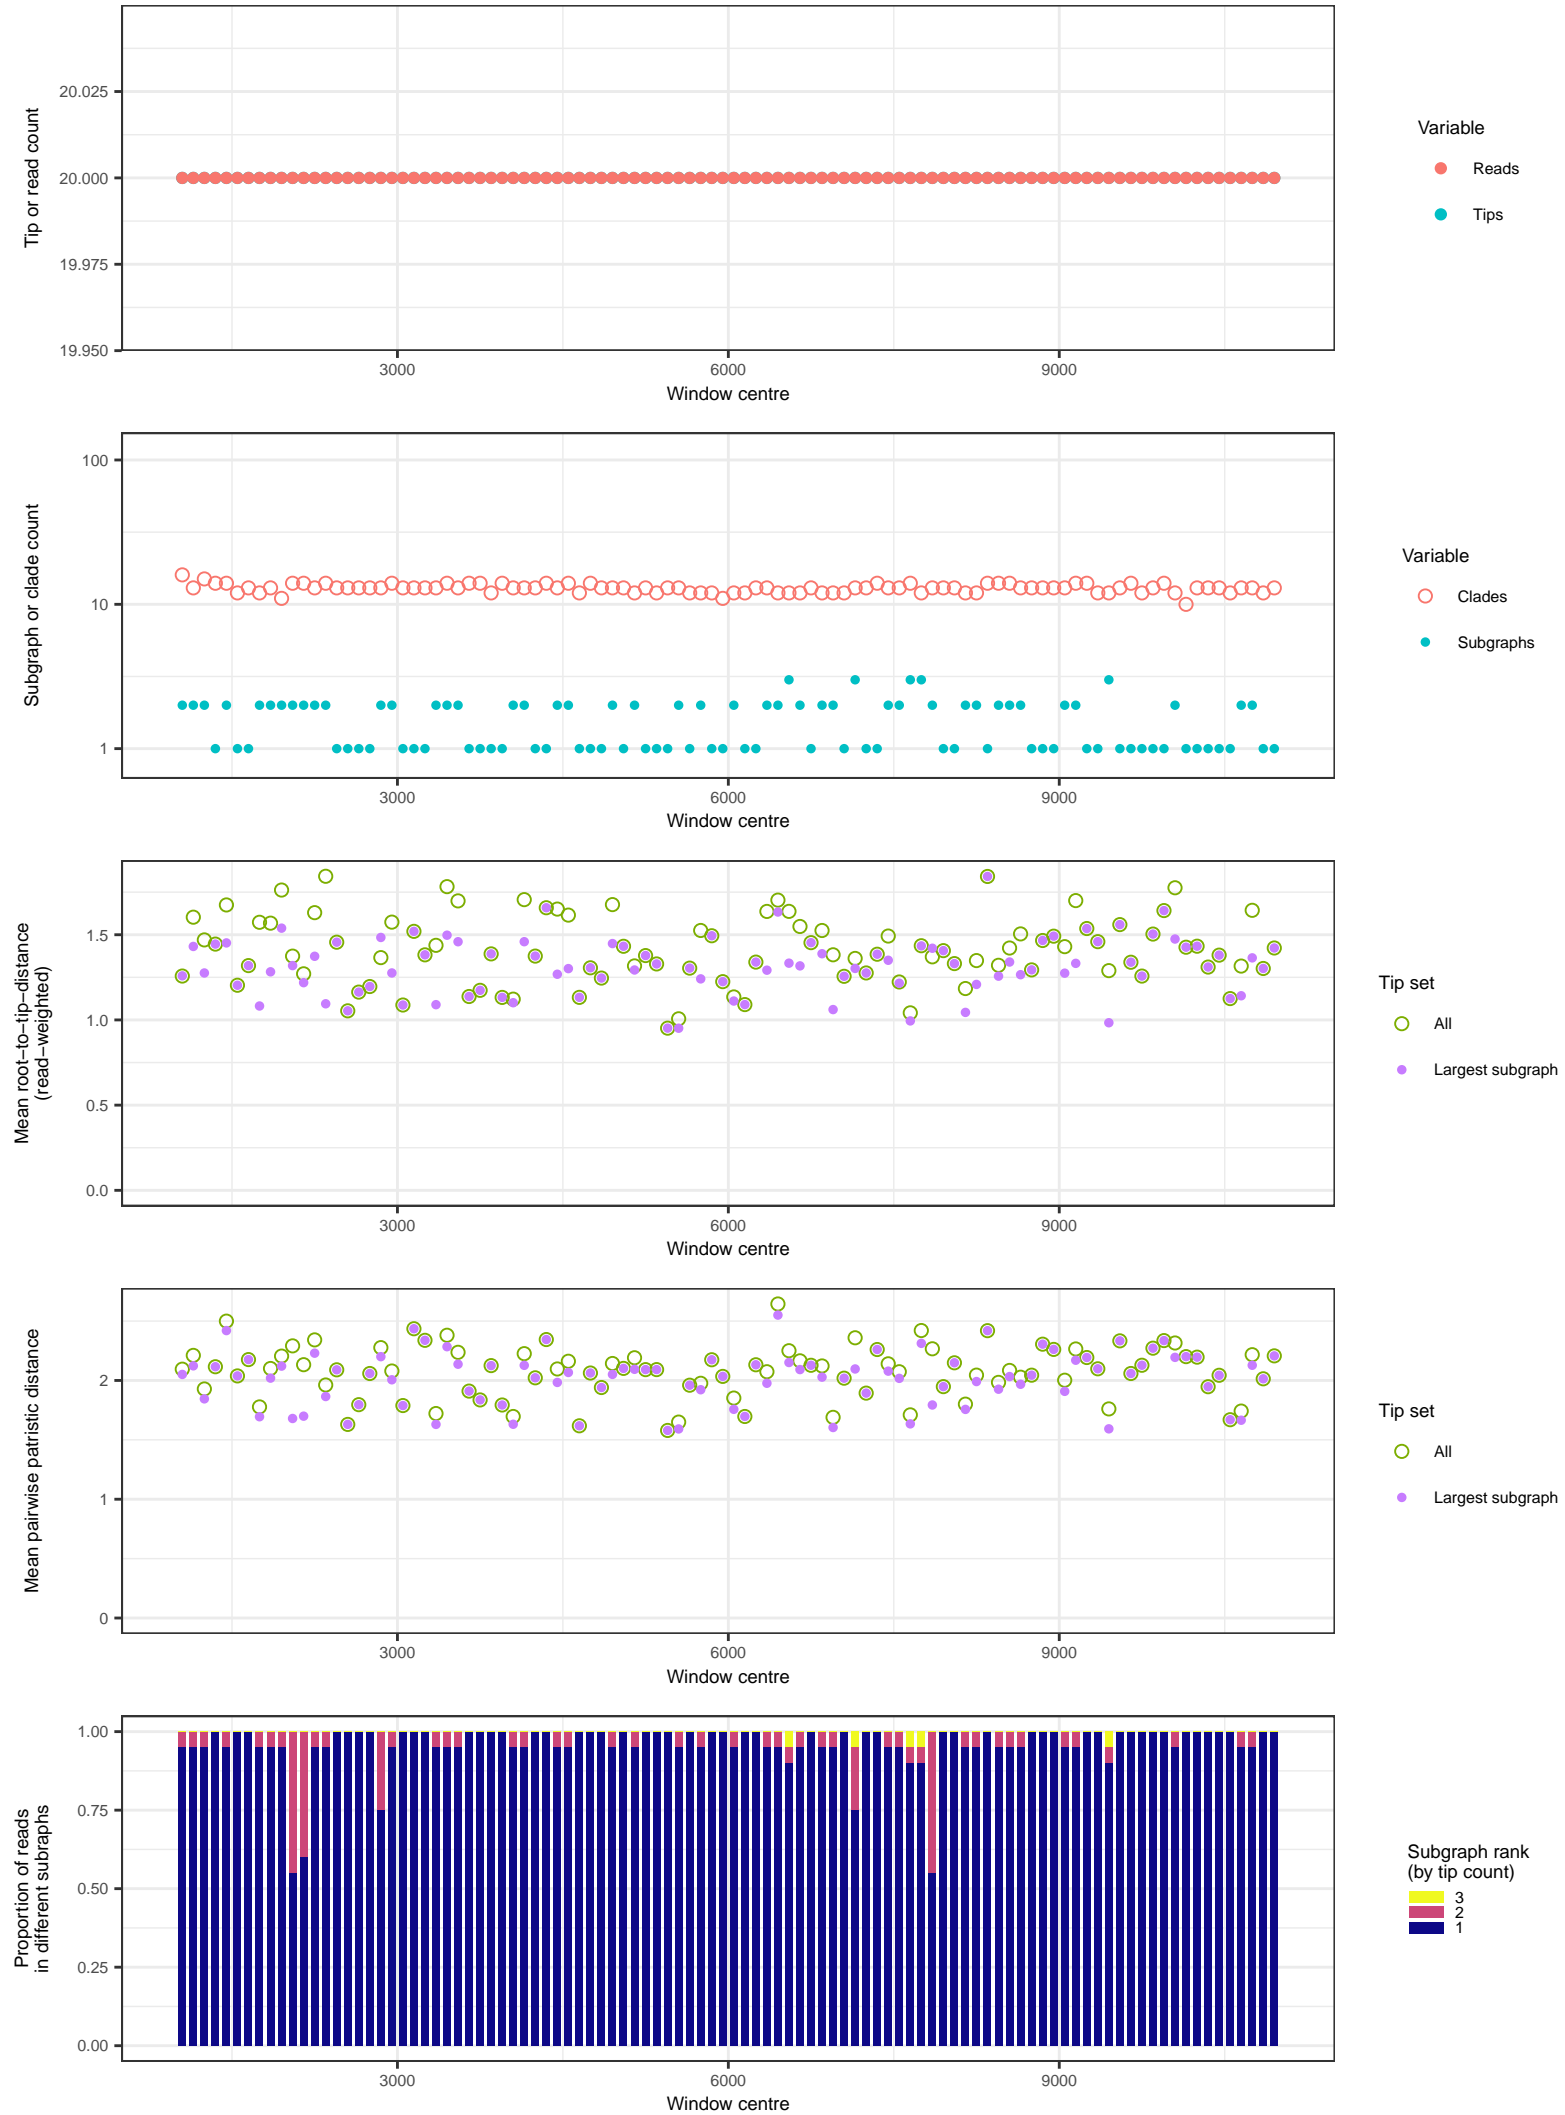 Tip or read count
20.025
20.000
19.975
19.950
3000
6000
9000
Window centre
Variable
Reads
Tips
Subgraph or clade count
100
10
1
3000
6000
9000
Window centre
Variable
Clades
Subgraphs
Mean root−to−tip−distance
(read−weighted)
1.5
1.0
0.5
0.0
3000
6000
9000
Window centre
Tip set
All
Largest subgraph
Mean pairwise patristic distance
2
1
0
3000
6000
9000
Window centre
Tip set
All
Largest subgraph
Proportion of reads
in different subraphs
1.00
0.75
0.50
0.25
0.00
3000
6000
9000
Window centre
Subgraph rank
(by tip count)
3
2
1